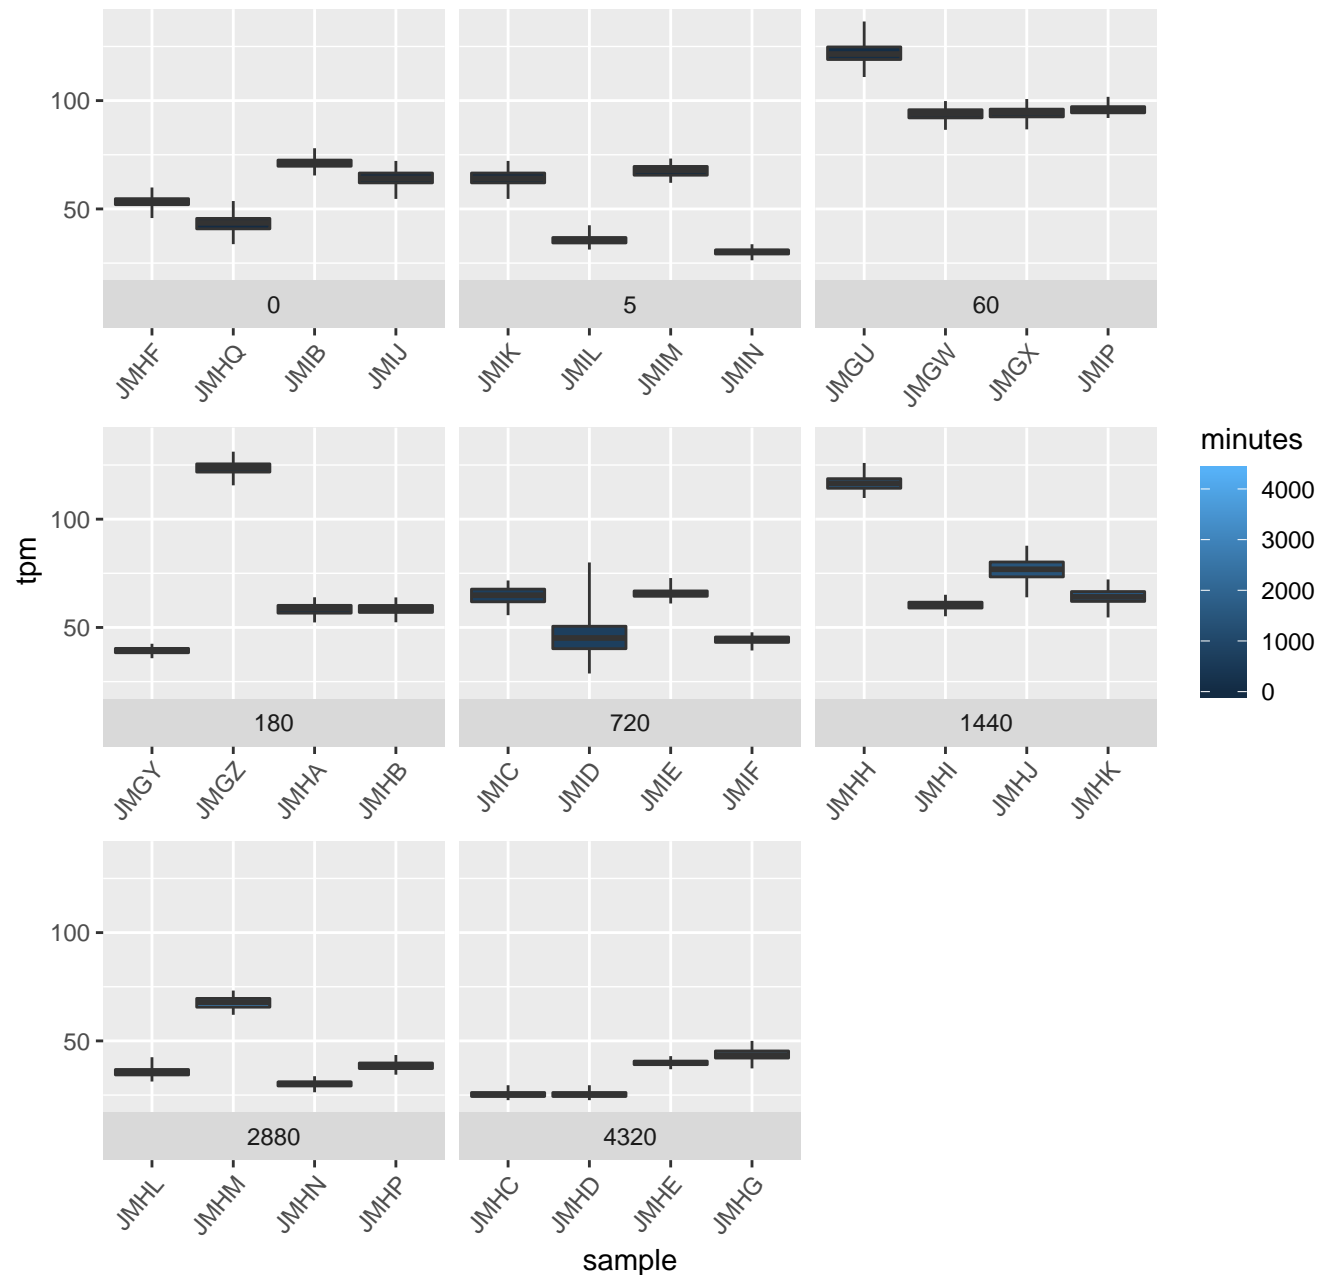 100
50
0
5
60
JMHF
JMHQ
JMIB
JMIJ
JMIK
JMIL
JMIM
JMIN
JMGU
JMGW
JMGX
JMIP
tpm
100
50
180
720
1440
JMGY
JMGZ
JMHA
JMHB
JMIC
JMID
JMIE
JMIF
JMHH
JMHI
JMHJ
JMHK
minutes
4000
3000
2000
1000
0
100
50
2880
4320
JMHL
JMHM
JMHN
JMHP
JMHC
JMHD
JMHE
JMHG
sample